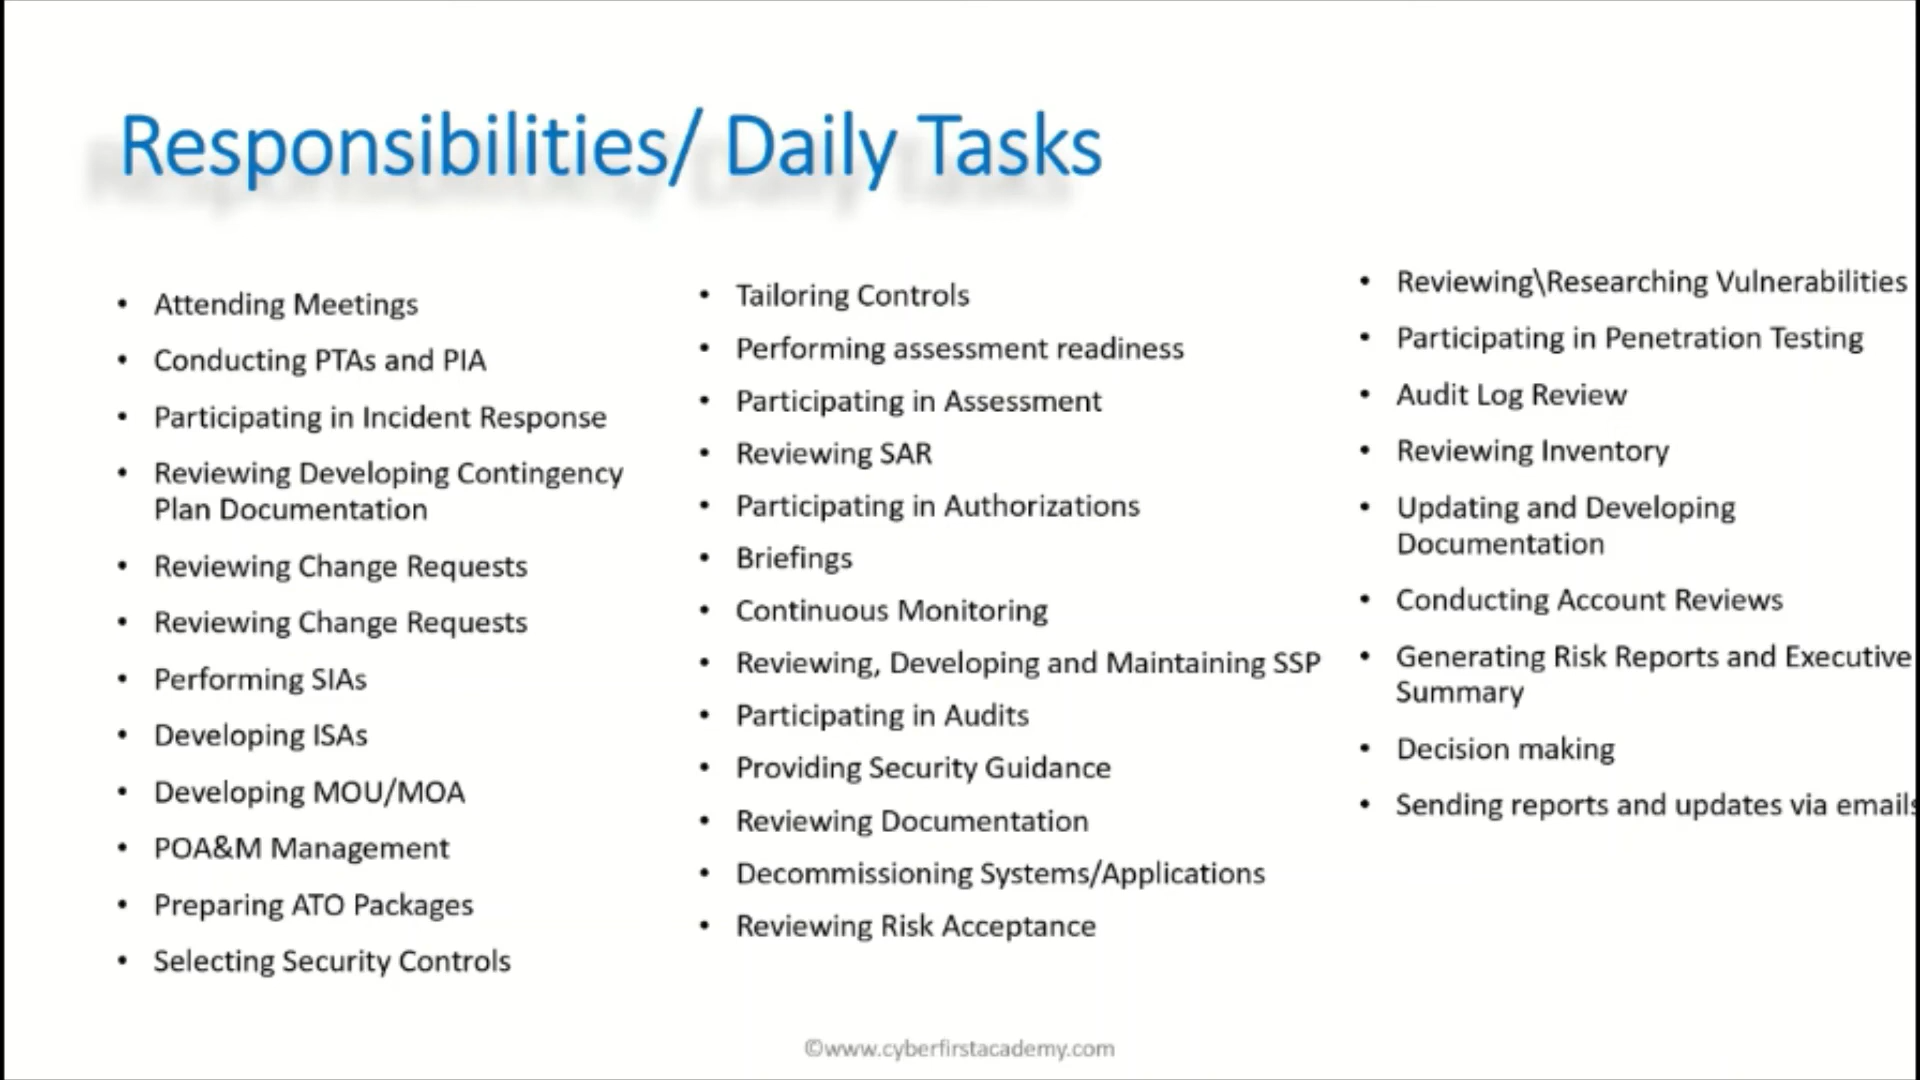 Responsibilities/ Daily Tasks
• Attending Meetings
• Conducting PTAs and PIA
• Participating in Incident Response
• Reviewing Developing Contingency
Plan Documentation
• Reviewing Change Requests
• Reviewing Change Requests
• Performing SIAs
• Developing ISAs
• Developing MOU/MOA
• POA&M Management
• Preparing ATO Packages
• Selecting Security Controls
• Tailoring Controls
• Performing assessment readiness
• Participating in Assessment
• Reviewing SAR
• Participating in Authorizations
• Briefings
• Continuous Monitoring
• Reviewing, Developing and Maintaining SSP
• Participating in Audits
• Providing Security Guidance
• Reviewing Documentation
• Decommissioning Systems/Applications
• Reviewing Risk Acceptance
• Reviewing\Researching Vulnerabilities
• Participating in Penetration Testing
• Audit Log Review
• Reviewing Inventory
• Updating and Developing
Documentation
• Conducting Account Reviews
• Generating Risk Reports and Executive
Summary
• Decision making
• Sending reports and updates via emails
©www.cyberfirstacademy.com